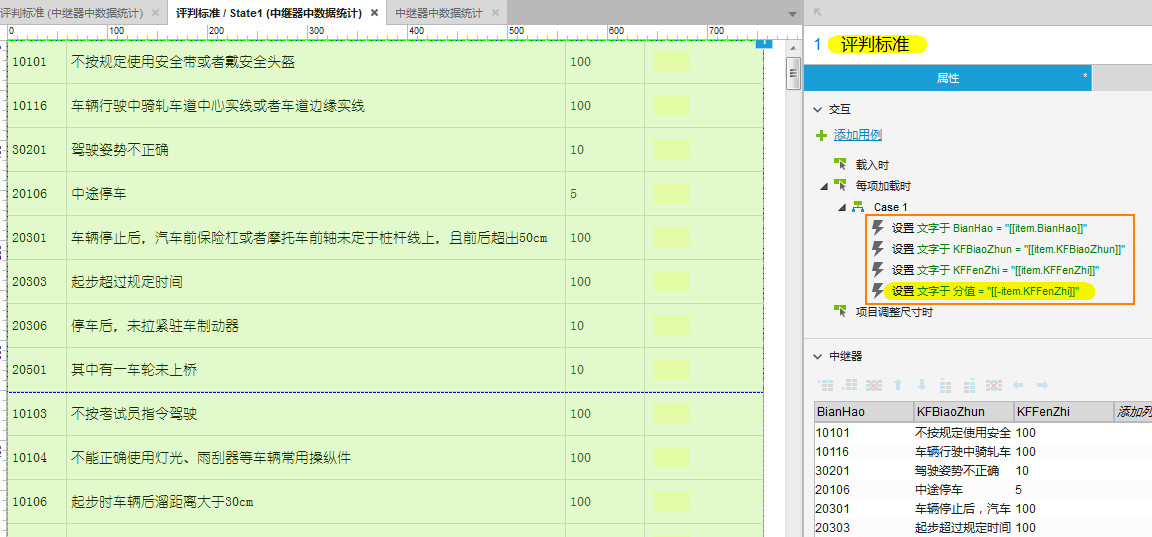 评判标准 (中继器中数据统计)
评判标准 / State1 (中继器中数据统计)
中继器中数据统计
0 100 200 300 400 500 600 700
10101 不按规定使用安全带或者戴安全头盔 100
10116 车辆行驶中骑轧车道中心实线或者车道边缘实线 100
30201 驾驶姿势不正确 10
20106 中途停车 5
20301 车辆停止后，汽车前保险杠或者摩托车前轴未定于桩杆线上，且前后超出50cm 100
20303 起步超过规定时间 100
20306 停车后，未拉紧驻车制动器 10
20501 其中有一车轮未上桥 10
10103 不按考试员指令驾驶 100
10104 不能正确使用灯光、雨刮器等车辆常用操纵件 100
10106 起步时车辆后溜距离大于30cm 100
1 评判标准
属性 *
交互
添加用例
载入时
每项加载时
Case 1
设置 文字于 BianHao = "[[item.BianHao]]"
设置 文字于 KFBiaoZhun = "[[item.KFBiaoZhun]]"
设置 文字于 KFFenZhi = "[[item.KFFenZhi]]"
设置 文字于 分值 = "[[-item.KFFenZhi]]"
项目调整尺寸时
中继器
BianHao KFBiaoZhun KFFenZhi 添加列
10101 不按规定使用安全 100
10116 车辆行驶中骑轧车 100
30201 驾驶姿势不正确 10
20106 中途停车 5
20301 车辆停止后，汽车 100
20303 起步超过规定时间 100